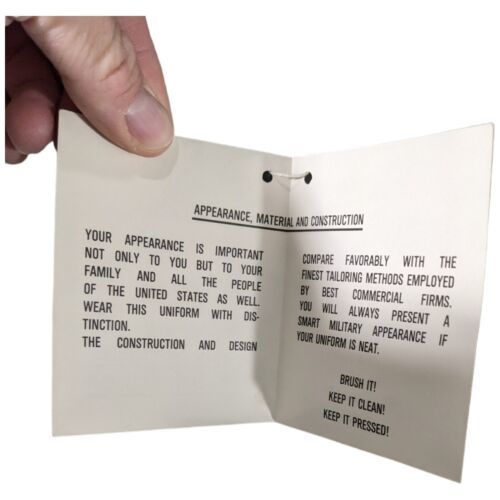 APPEARANCE, MATERIAL AND CONSTRUCTION
YOUR APPEARANCE IS IMPORTANT
NOT ONLY TO YOU BUT TO YOUR
FAMILY AND ALL THE PEOPLE
OF THE UNITED STATES AS WELL.
WEAR THIS UNIFORM WITH DIS-
TINCTION.
THE CONSTRUCTION AND DESIGN
COMPARE FAVORABLY WITH THE
FINEST TAILORING METHODS EMPLOYED
BY BEST COMMERCIAL FIRMS.
YOU WILL ALWAYS PRESENT A
SMART MILITARY APPEARANCE IF
YOUR UNIFORM IS NEAT.
BRUSH IT!
KEEP IT CLEAN!
KEEP IT PRESSED!